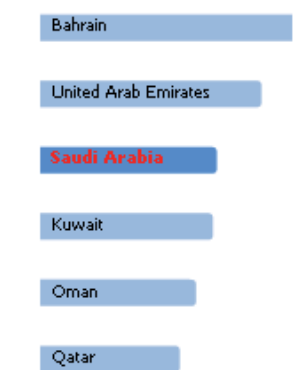 Bahrain
United Arab Emirates
Saudi Arabia
Kuwait
Oman
Qatar